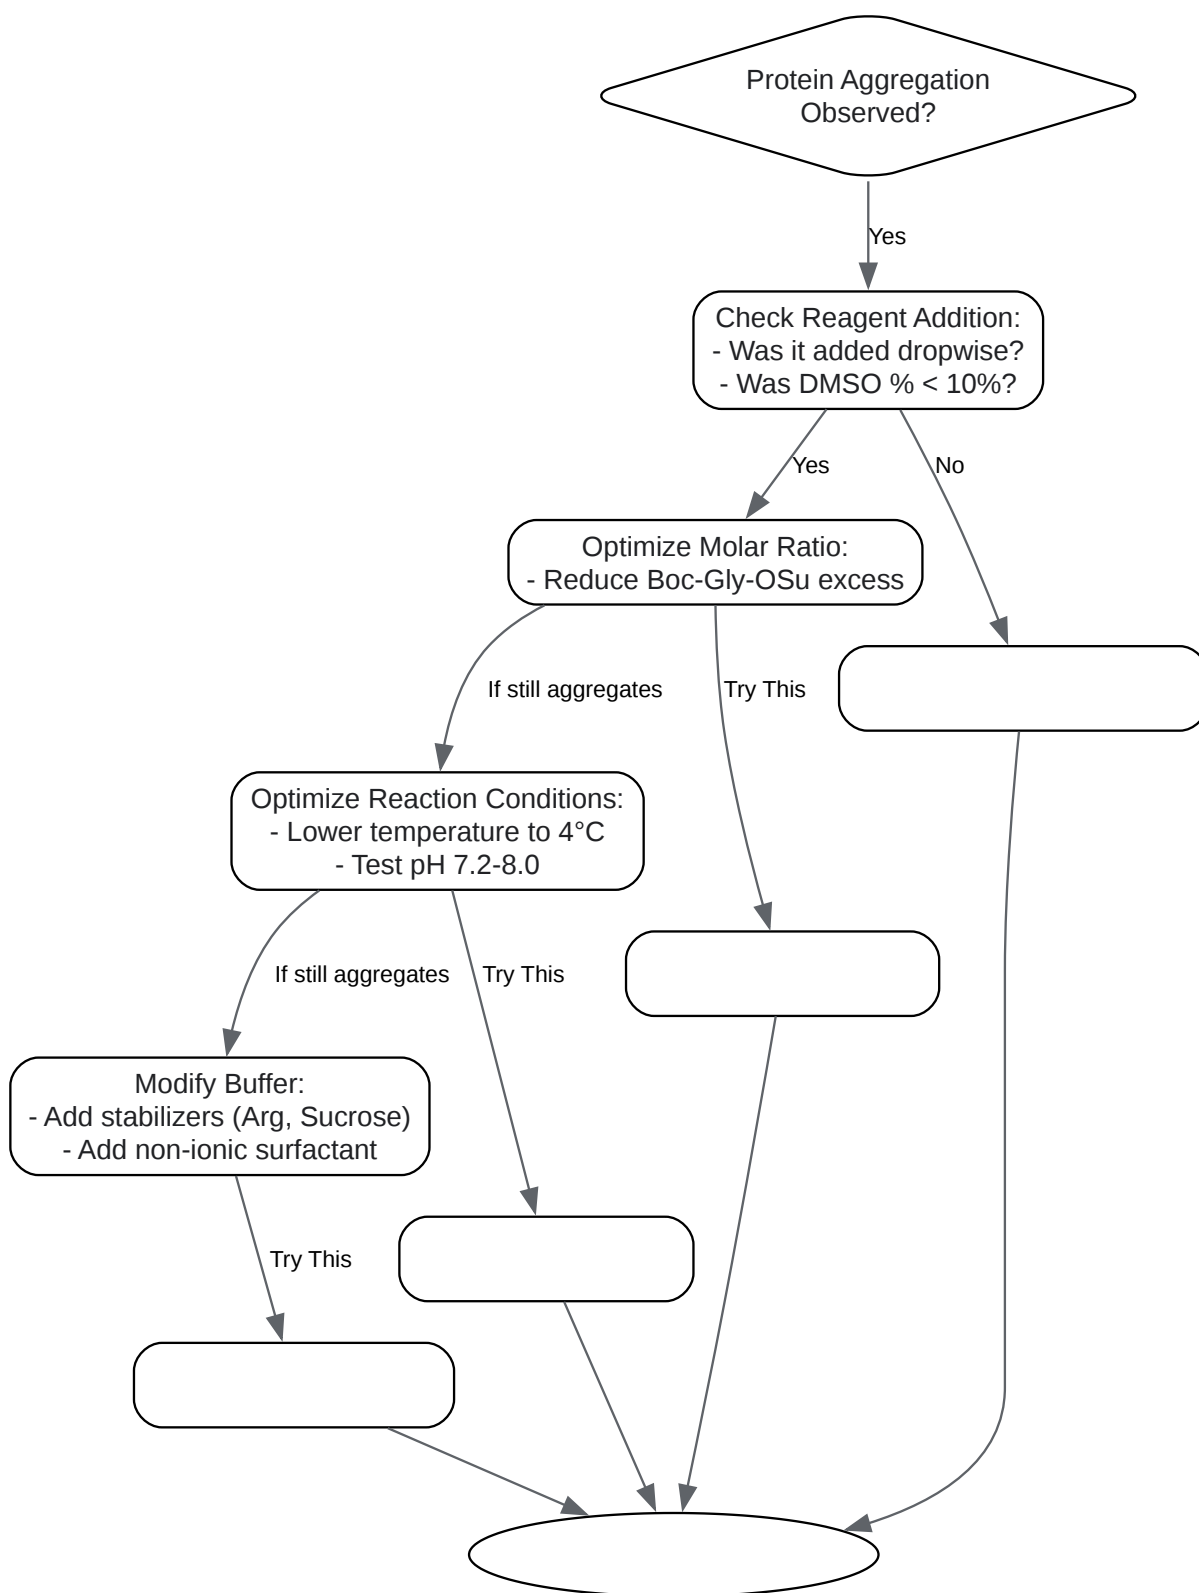 Protein Aggregation
Observed?
Yes
Check Reagent Addition:
- Was it added dropwise?
- Was DMSO % < 10%?
Yes
No
Optimize Molar Ratio:
- Reduce Boc-Gly-OSu excess
If still aggregates
Try This
Optimize Reaction Conditions:
- Lower temperature to 4°C
- Test pH 7.2-8.0
If still aggregates
Try This
Modify Buffer:
- Add stabilizers (Arg, Sucrose)
- Add non-ionic surfactant
Try This